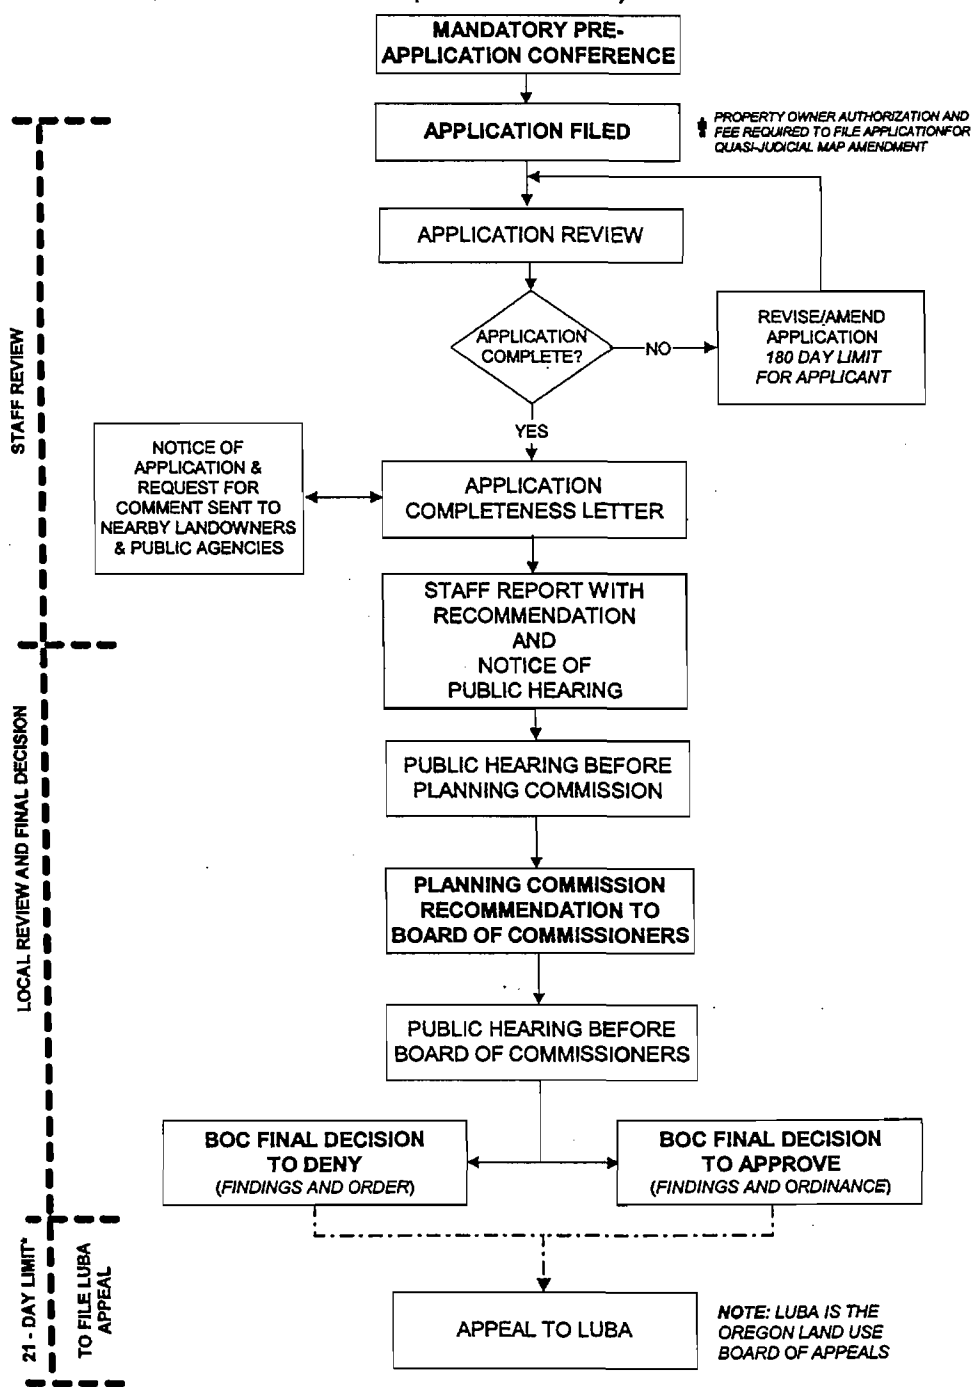 MANDATORY PRE-
APPLICATION CONFERENCE
APPLICATION FILED
PROPERTY OWNER AUTHORIZATION AND
FEE REQUIRED TO FILE APPLICATIONFOR
QUASI-JUDICIAL MAP AMENDMENT
APPLICATION REVIEW
APPLICATION
COMPLETE?
NO
REVISE/AMEND
APPLICATION
180 DAY LIMIT
FOR APPLICANT
YES
STAFF REVIEW
NOTICE OF
APPLICATION &
REQUEST FOR
COMMENT SENT TO
NEARBY LANDOWNERS
& PUBLIC AGENCIES
APPLICATION
COMPLETENESS LETTER
STAFF REPORT WITH
RECOMMENDATION
AND
NOTICE OF
PUBLIC HEARING
LOCAL REVIEW AND FINAL DECISION
PUBLIC HEARING BEFORE
PLANNING COMMISSION
PLANNING COMMISSION
RECOMMENDATION TO
BOARD OF COMMISSIONERS
PUBLIC HEARING BEFORE
BOARD OF COMMISSIONERS
BOC FINAL DECISION
TO DENY
(FINDINGS AND ORDER)
BOC FINAL DECISION
TO APPROVE
(FINDINGS AND ORDINANCE)
21 - DAY LIMIT*
TO FILE LUBA
APPEAL
APPEAL TO LUBA
NOTE: LUBA IS THE
OREGON LAND USE
BOARD OF APPEALS